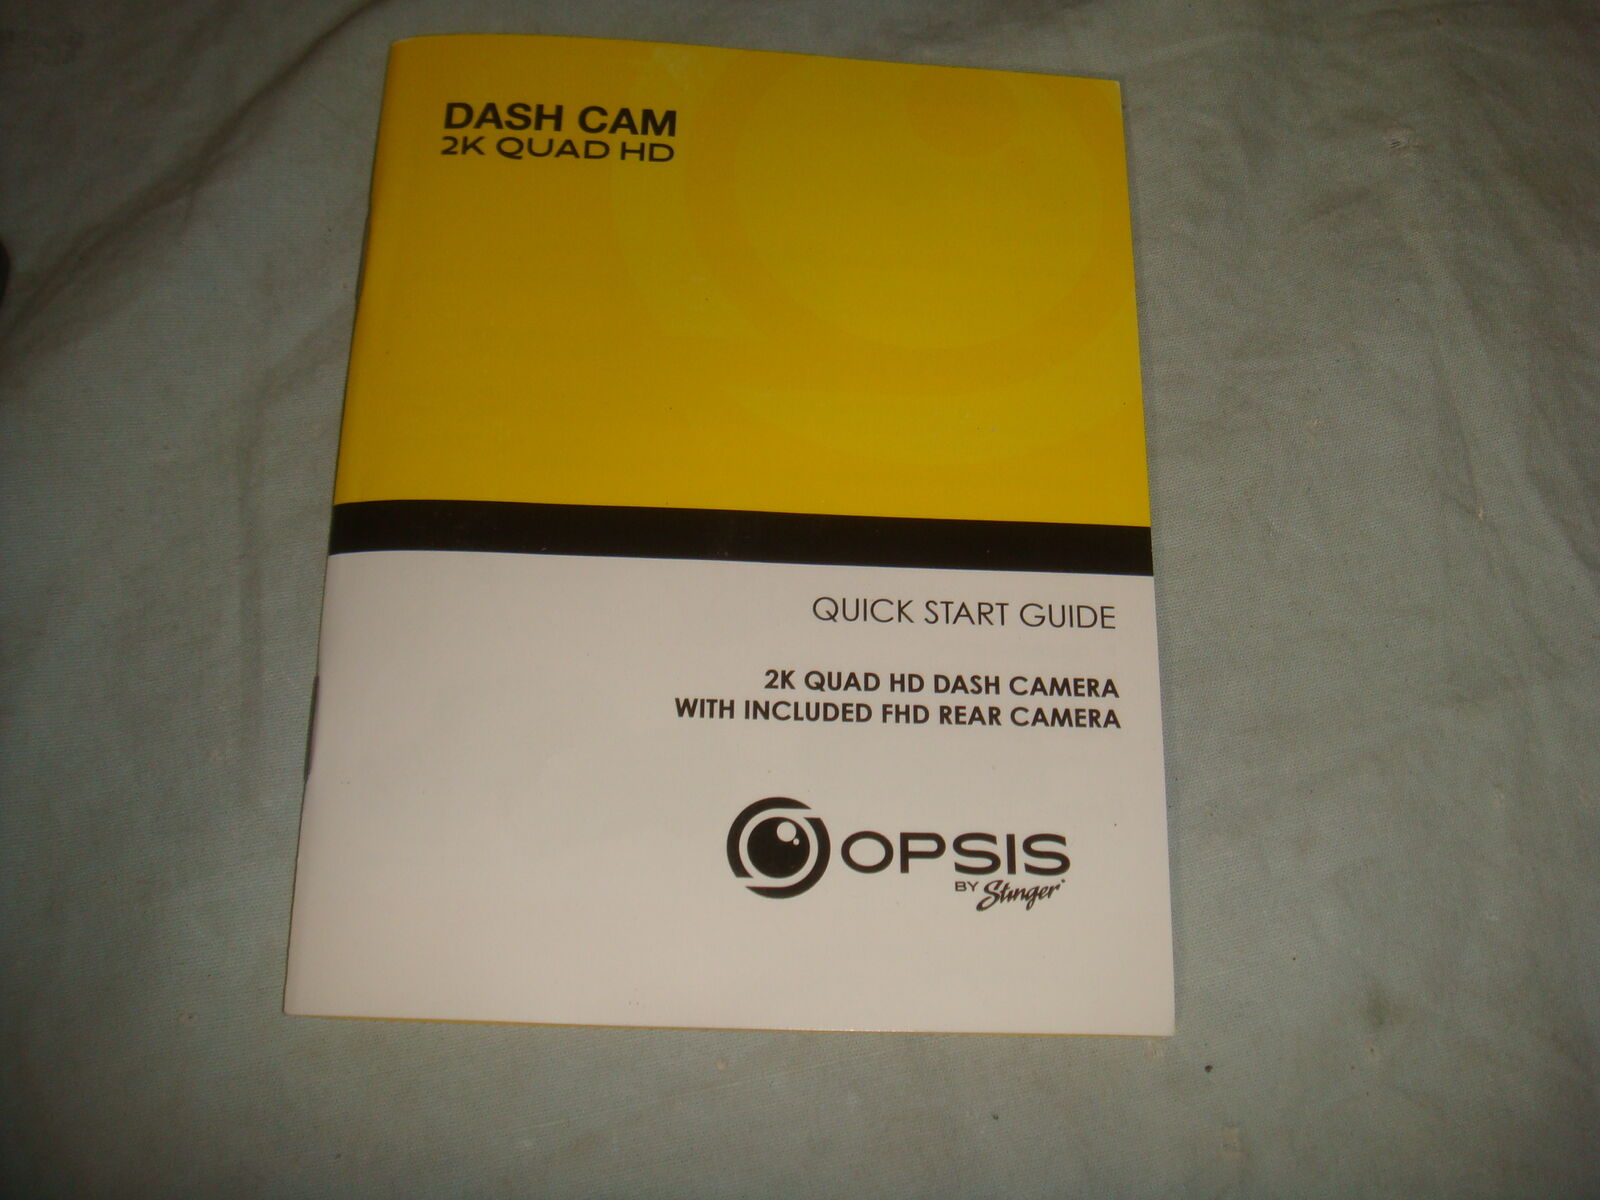 DASH CAM
2K QUAD HD
QUICK START GUIDE
2K QUAD HD DASH CAMERA
WITH INCLUDED FHD REAR CAMERA
OPSIS
BY Stinger